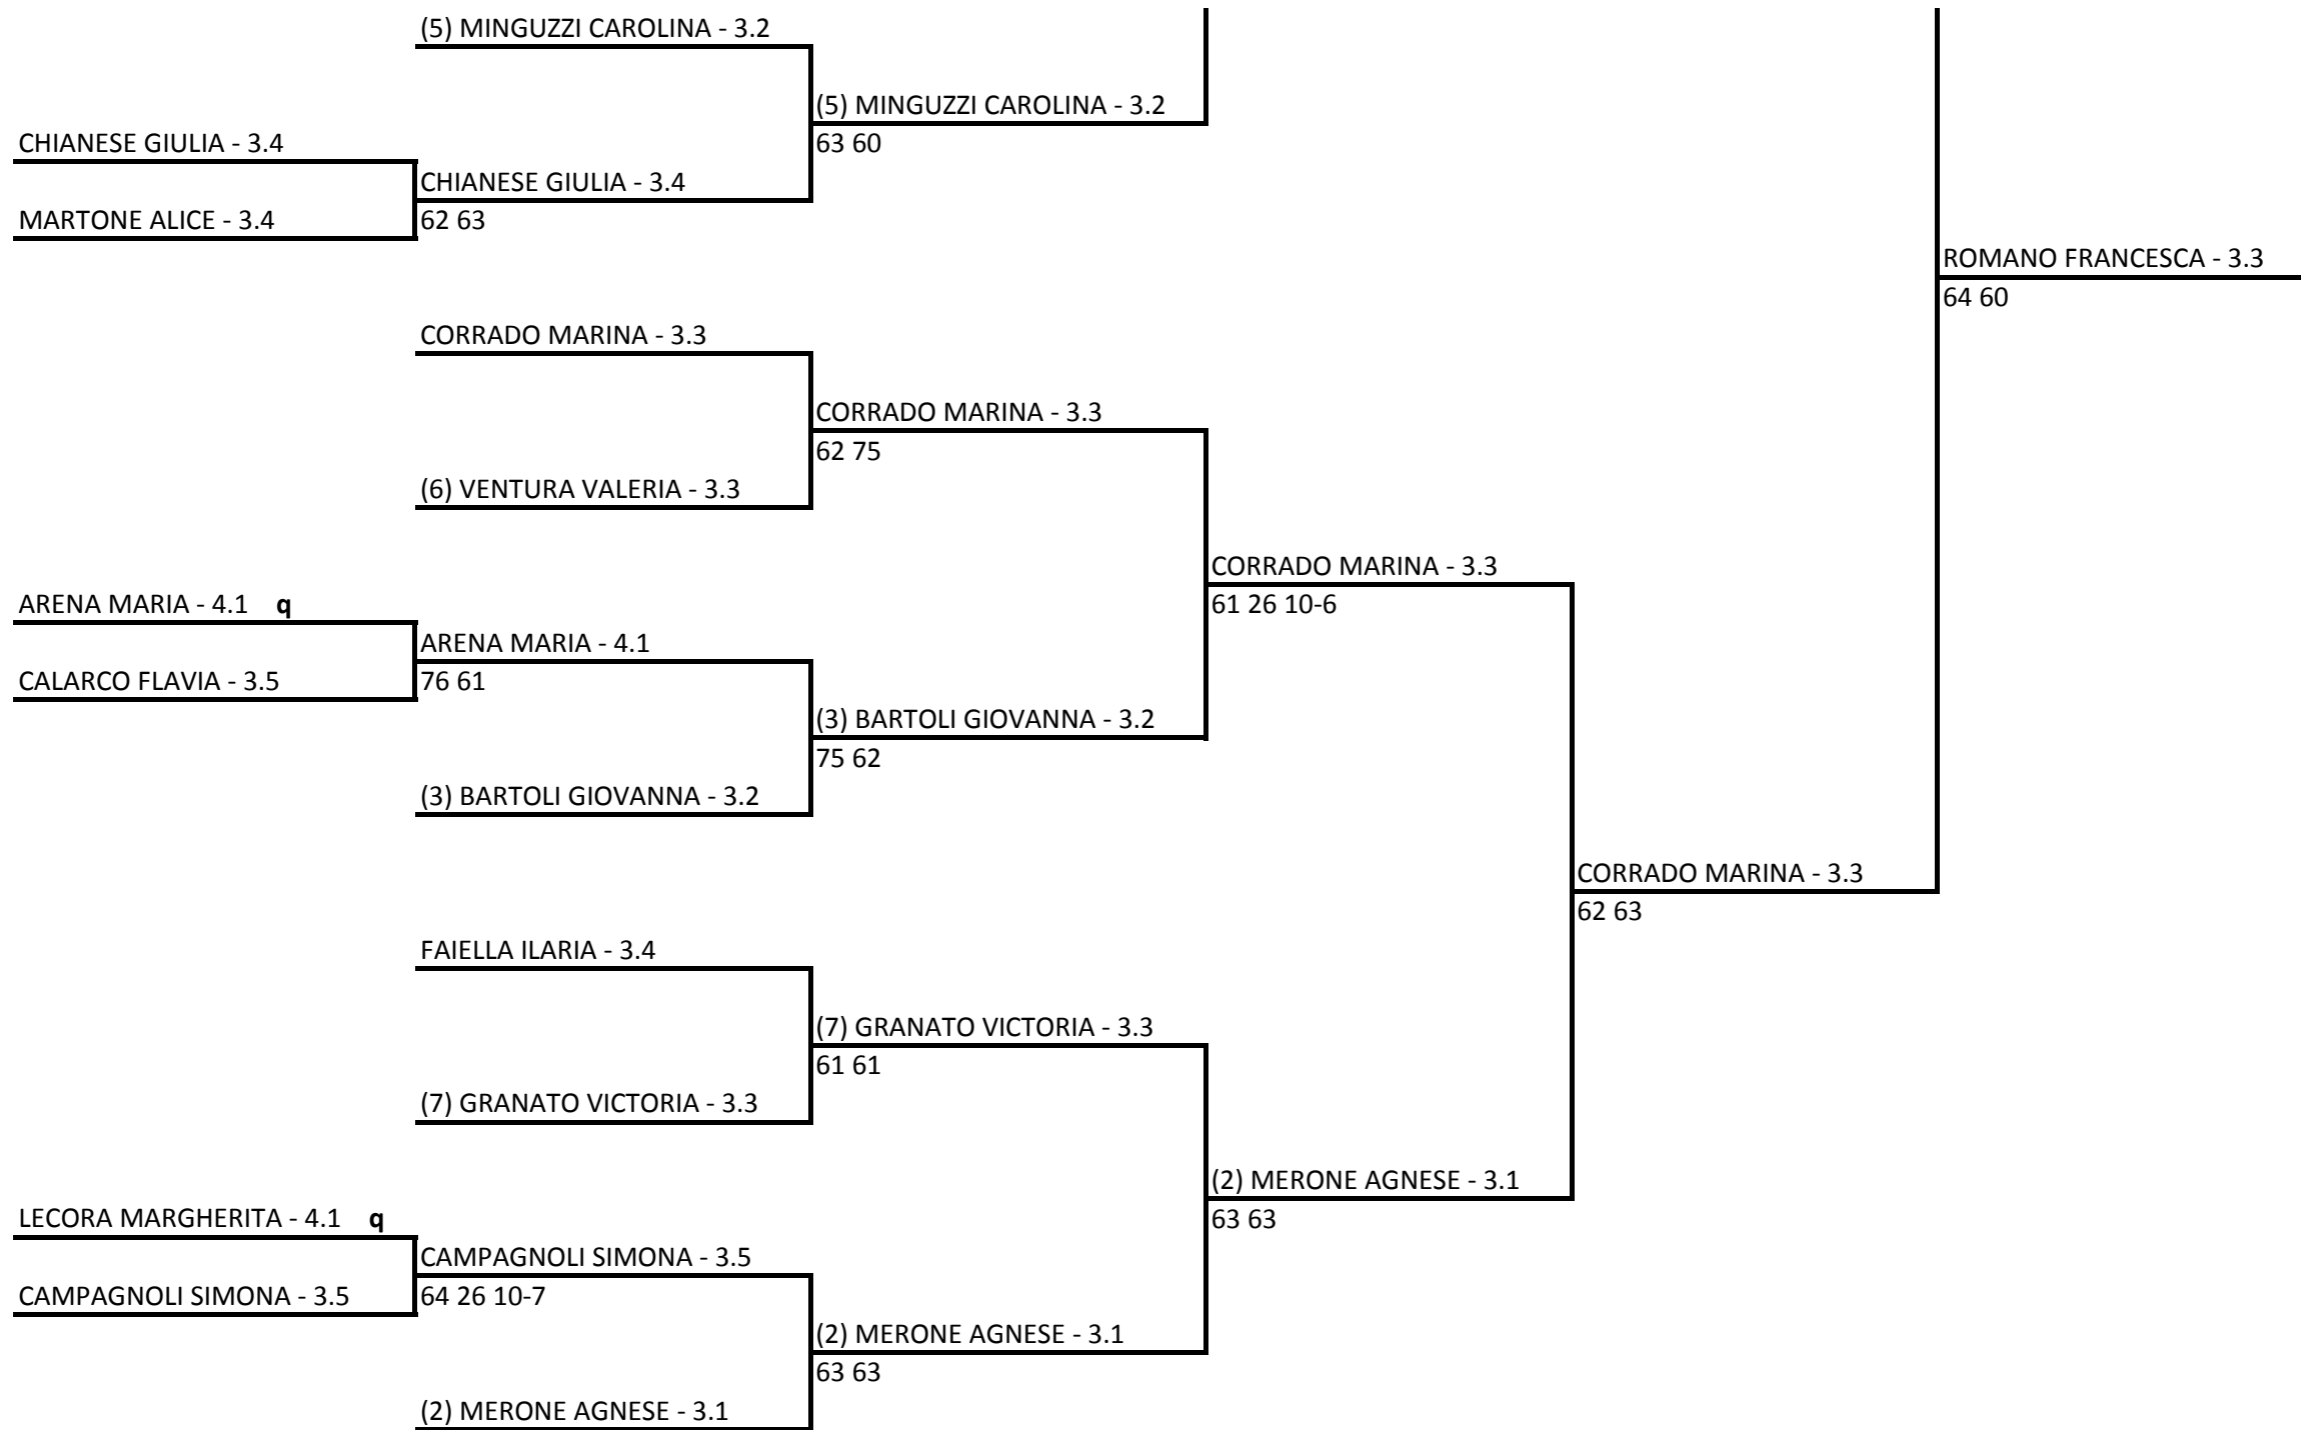 (5) MINGUZZI CAROLINA - 3.2
(5) MINGUZZI CAROLINA - 3.2
CHIANESE GIULIA - 3.4
63 60
CHIANESE GIULIA - 3.4
MARTONE ALICE - 3.4
62 63
ROMANO FRANCESCA - 3.3
64 60
CORRADO MARINA - 3.3
CORRADO MARINA - 3.3
62 75
(6) VENTURA VALERIA - 3.3
CORRADO MARINA - 3.3
ARENA MARIA - 4.1 q
61 26 10-6
ARENA MARIA - 4.1
CALARCO FLAVIA - 3.5
76 61
(3) BARTOLI GIOVANNA - 3.2
75 62
(3) BARTOLI GIOVANNA - 3.2
CORRADO MARINA - 3.3
62 63
FAIELLA ILARIA - 3.4
(7) GRANATO VICTORIA - 3.3
61 61
(7) GRANATO VICTORIA - 3.3
(2) MERONE AGNESE - 3.1
LECORA MARGHERITA - 4.1 q
63 63
CAMPAGNOLI SIMONA - 3.5
CAMPAGNOLI SIMONA - 3.5
64 26 10-7
(2) MERONE AGNESE - 3.1
63 63
(2) MERONE AGNESE - 3.1